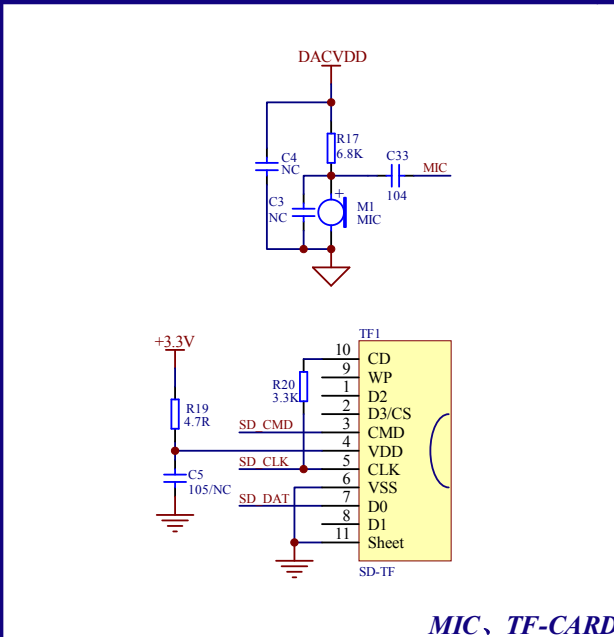 DACVDD
R17
6.8K
C4
NC
C33
104
MIC
C3
NC
+
M1
MIC
TF1
+3.3V
R19
4.7R
C5
105/NC
R20
3.3K
SD_CMD
SD_CLK
SD_DAT
10 CD
9 WP
1 D2
2 D3/CS
3 CMD
4 VDD
5 CLK
6 VSS
7 D0
8 D1
11 Sheet
SD-TF
MIC、TF-CARD